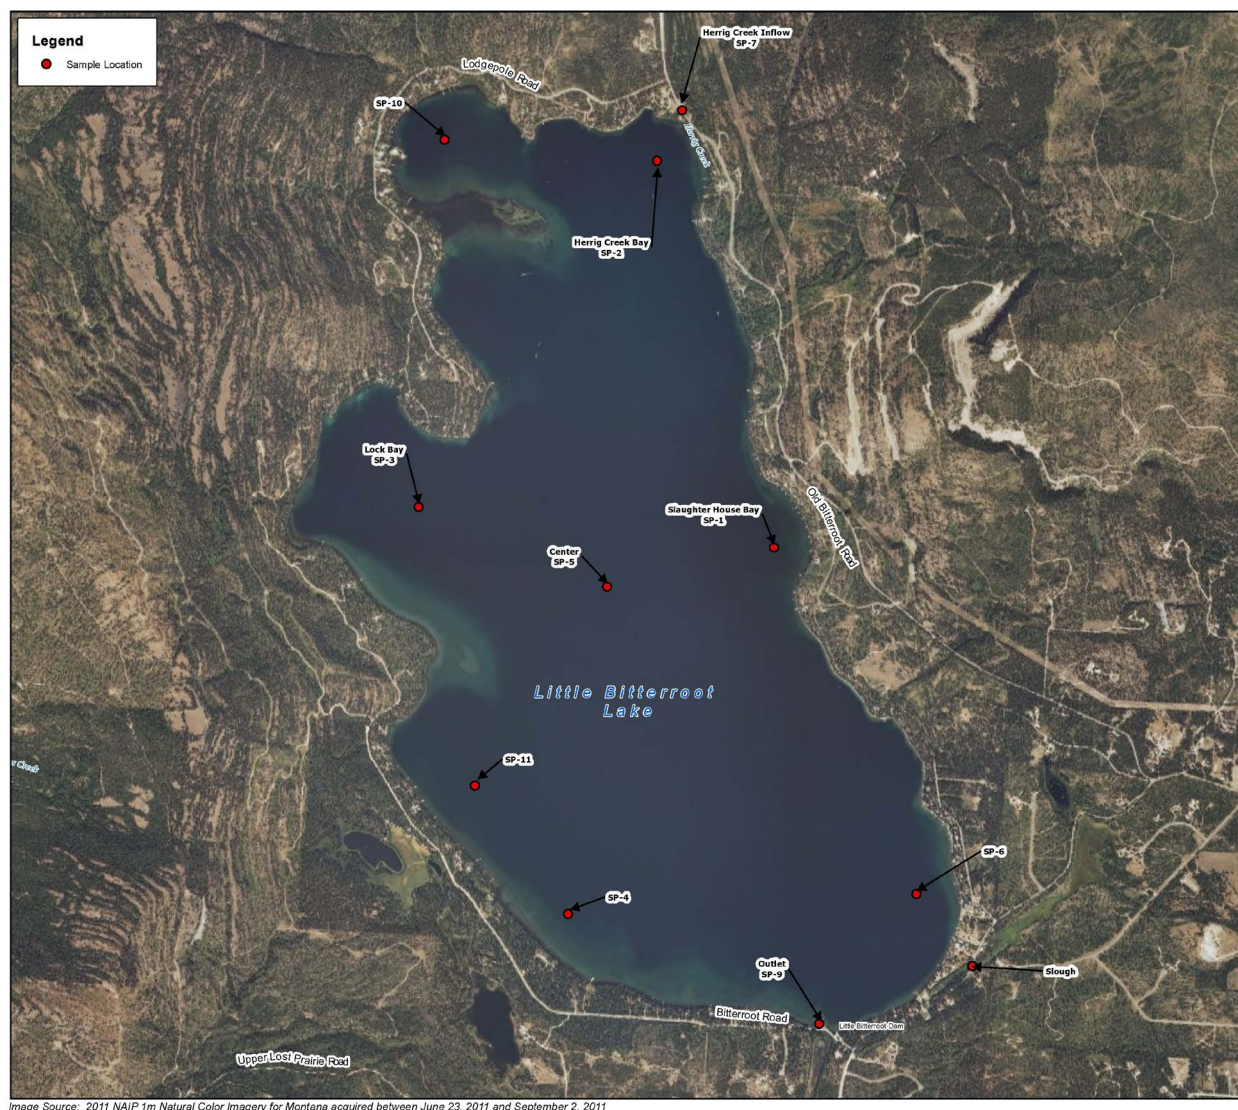 Legend
Sample Location
Herrig Creek Inflow
SP-7
Lodgepole Road
SP-10
Herrig Creek
Herrig Creek Bay
SP-2
Lock Bay
SP-3
Slaughter House Bay
SP-1
Old Bitterroot Road
Center
SP-5
Little Bitterroot
Lake
SP-11
Creek
SP-6
SP-4
Outlet
SP-9
Slough
Bitterroot Road
Little Bitterroot Dam
Upper Lost Prairie Road
Image Source: 2011 NAIP 1m Natural Color Imagery for Montana acquired between June 23, 2011 and September 2, 2011